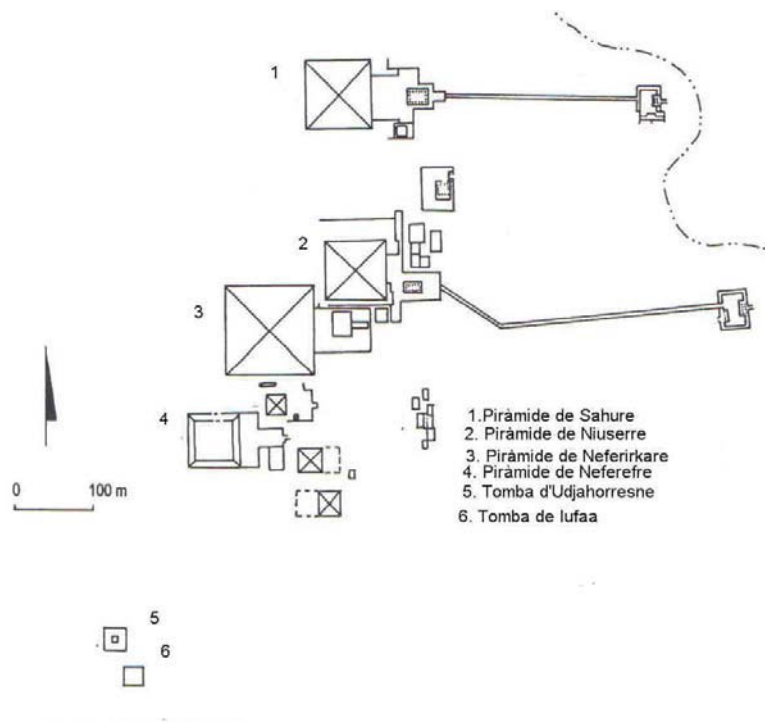 1
2
3
4
0 100 m
1.Piràmide de Sahure
2. Piràmide de Niuserre
3. Piràmide de Neferirkare
4. Piràmide de Neferefre
5. Tomba d'Udjahorresne
6. Tomba de Iufaa
5
6